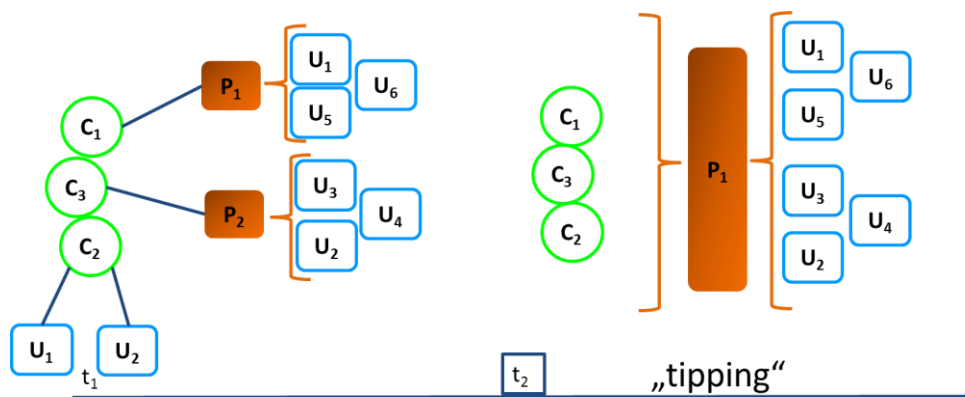 U₁
P₁
U₆
U₅
C₁
C₃
U₃
P₂
U₄
U₂
C₂
U₁
U₂
t₁
C₁
C₃
C₂
P₁
U₁
U₆
U₅
U₃
U₄
U₂
t₂
„tipping“